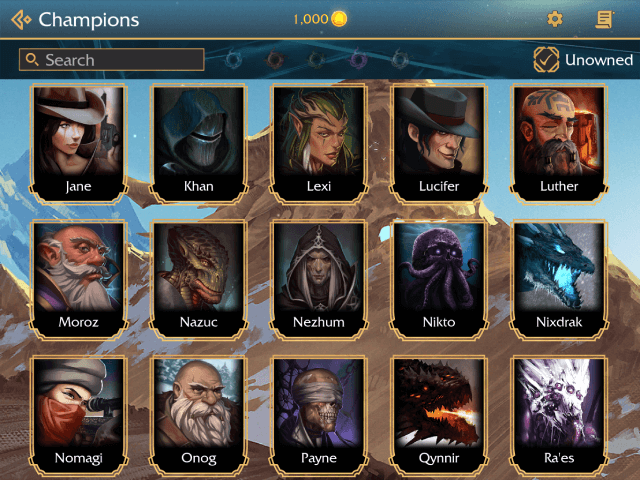 Champions
1,000
Search
Unowned
Jane
Khan
Lexi
Lucifer
Luther
Moroz
Nazuc
Nezhum
Nikto
Nixdrak
Nomagi
Onog
Payne
Qynnir
Ra'es